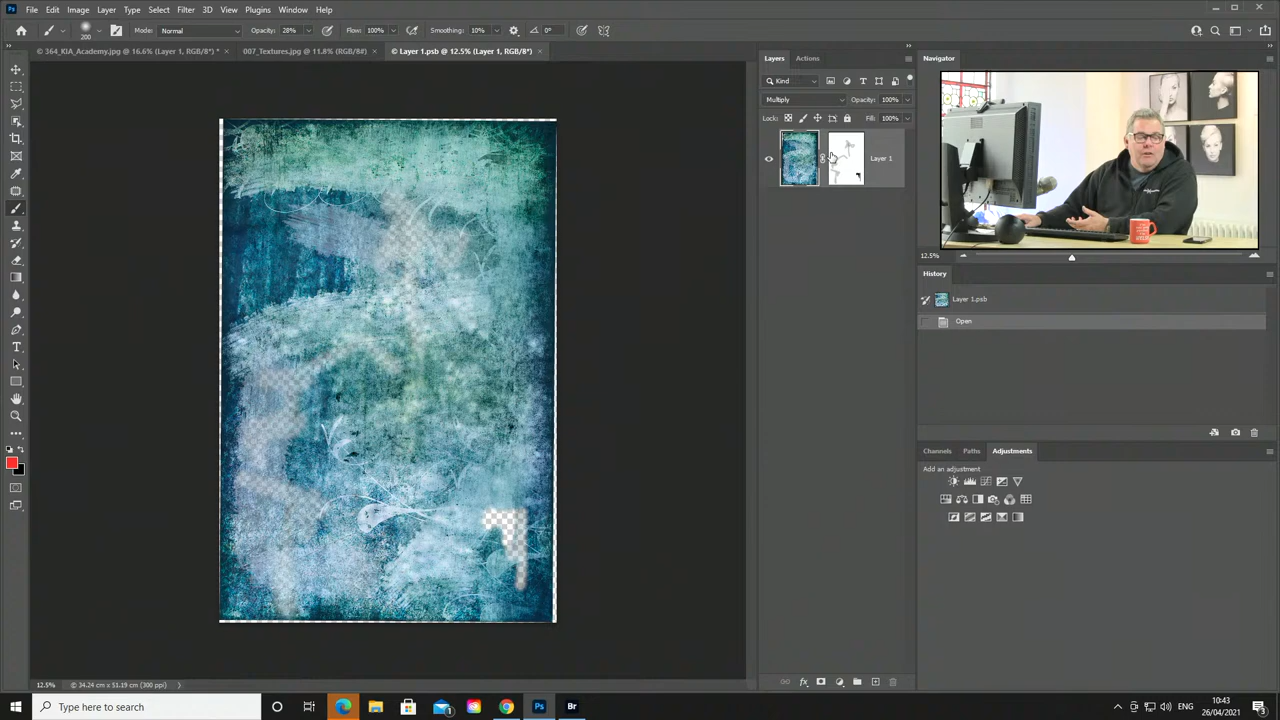 File Edit Image Layer Type Select Filter 3D View Plugins Window Help
200 Mode: Normal Opacity: 28% Flow: 100% Smoothing: 10% 0°
© 364_KIA_Academy.jpg @ 16.6% (Layer 1, RGB/8*) * × 007_Textures.jpg @ 11.8% (RGB/8#) × © Layer 1.psb @ 12.5% (Layer 1, RGB/8*) ×
Layers Actions
Kind
Multiply Opacity: 100%
Lock: Fill: 100%
Layer 1
Navigator
12.5%
History
Layer 1.psb
Open
Channels Paths Adjustments
Add an adjustment
12.5% © 34.24 cm x 51.19 cm (300 ppi)
Type here to search
Ps
Br
ENG
10:43
26/04/2021